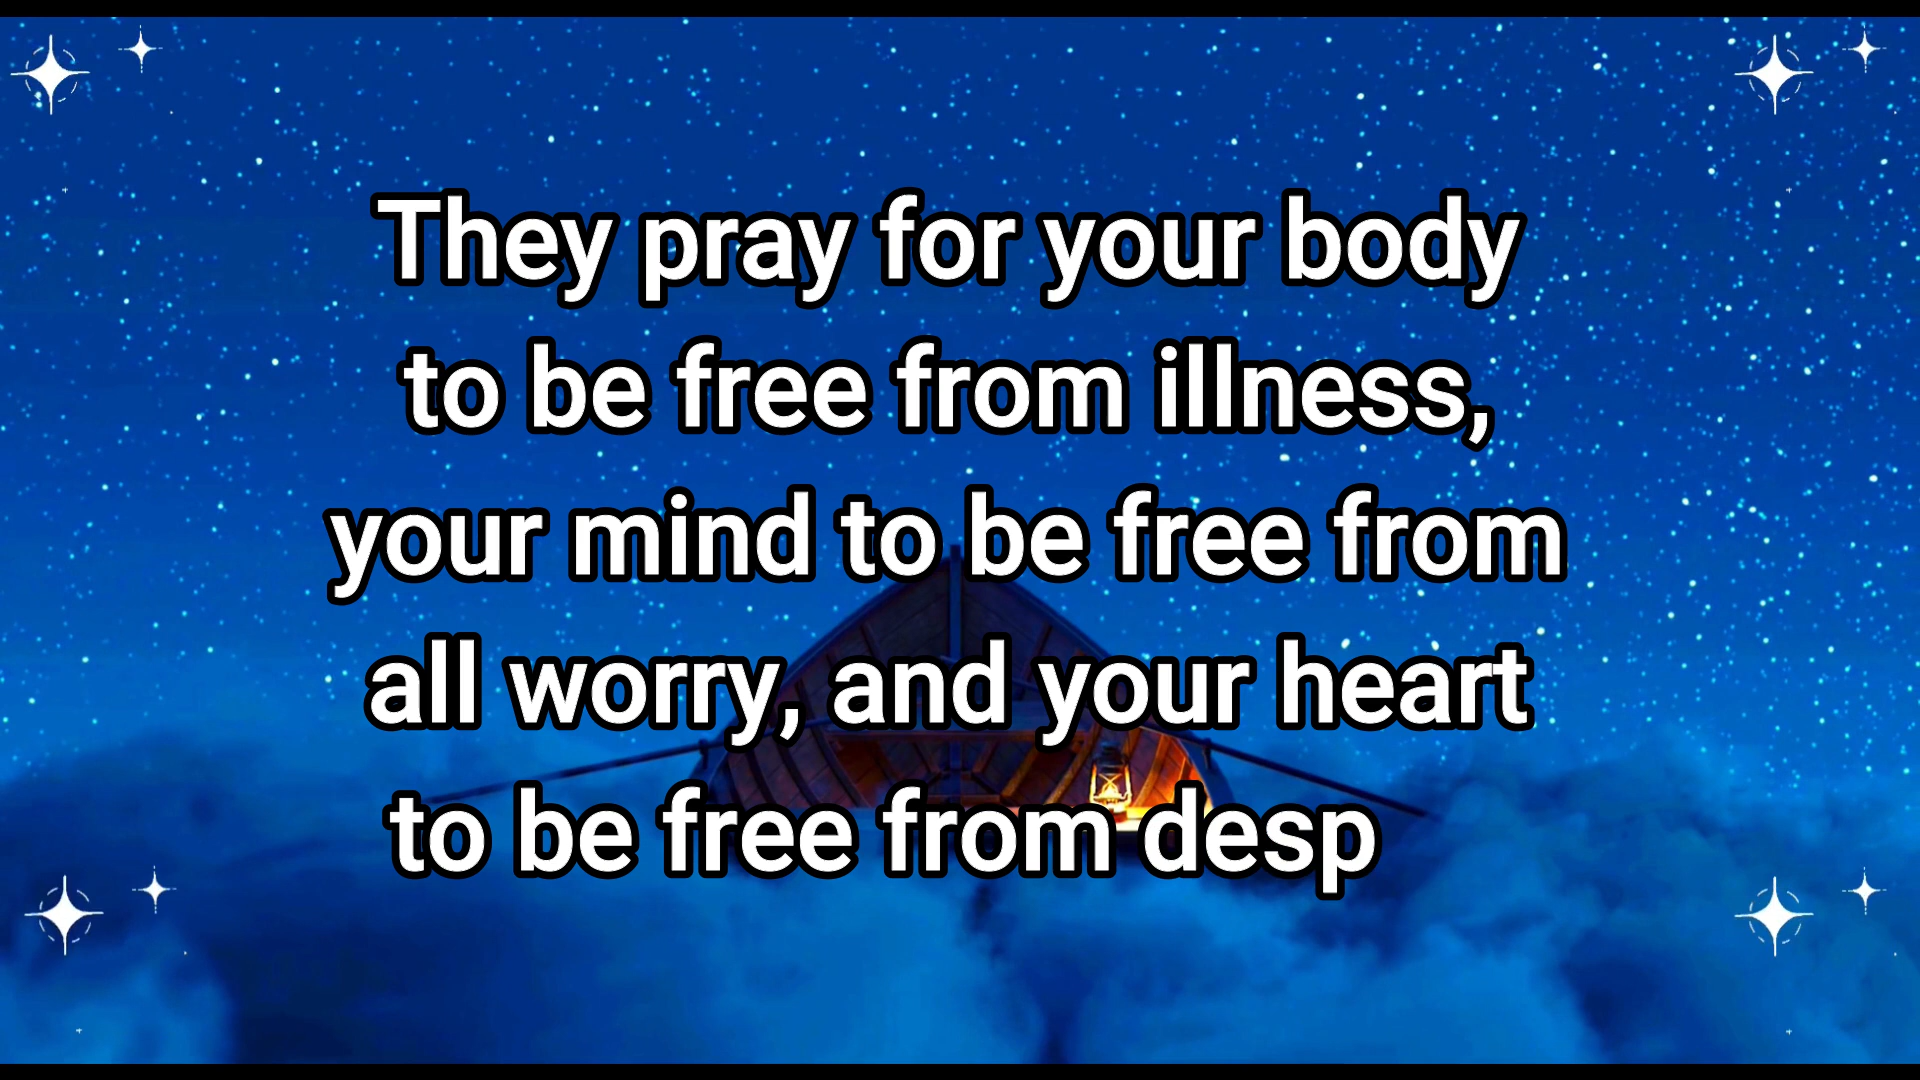 They pray for your body
to be free from illness,
your mind to be free from
all worry, and your heart
to be free from desp